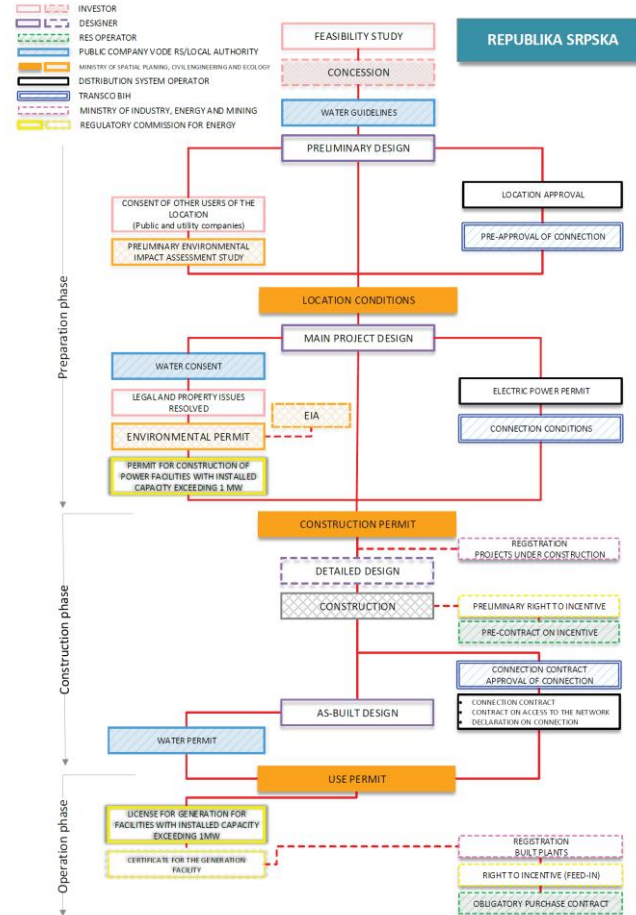 INVESTOR
DESIGNER
RES OPERATOR
PUBLIC COMPANY VODE RS/LOCAL AUTHORITY
MINISTRY OF SPATIAL PLANING, CIVIL ENGINEERING AND ECOLOGY
DISTRIBUTION SYSTEM OPERATOR
TRANSCO BIH
MINISTRY OF INDUSTRY, ENERGY AND MINING
REGULATORY COMMISSION FOR ENERGY
REPUBLIKA SRPSKA
FEASIBILITY STUDY
CONCESSION
WATER GUIDELINES
PRELIMINARY DESIGN
CONSENT OF OTHER USERS OF THE
LOCATION
(Public and utility companies)
PRELIMINARY ENVIRONMENTAL
IMPACT ASSESSMENT STUDY
LOCATION APPROVAL
PRE-APPROVAL OF CONNECTION
LOCATION CONDITIONS
MAIN PROJECT DESIGN
WATER CONSENT
LEGAL AND PROPERTY ISSUES
RESOLVED
EIA
ENVIRONMENTAL PERMIT
PERMIT FOR CONSTRUCTION OF
POWER FACILITIES WITH INSTALLED
CAPACITY EXCEEDING 1 MW
ELECTRIC POWER PERMIT
CONNECTION CONDITIONS
Preparation phase
CONSTRUCTION PERMIT
REGISTRATION
PROJECTS UNDER CONSTRUCTION
DETAILED DESIGN
CONSTRUCTION
PRELIMINARY RIGHT TO INCENTIVE
PRE-CONTRACT ON INCENTIVE
CONNECTION CONTRACT
APPROVAL OF CONNECTION
• CONNECTION CONTRACT
• CONTRACT ON ACCESS TO THE NETWORK
• DECLARATION ON CONNECTION
AS-BUILT DESIGN
WATER PERMIT
Construction phase
USE PERMIT
LICENSE FOR GENERATION FOR
FACILITIES WITH INSTALLED CAPACITY
EXCEEDING 1MW
CERTIFICATE FOR THE GENERATION
FACILITY
REGISTRATION
BUILT PLANTS
RIGHT TO INCENTIVE (FEED-IN)
OBLIGATORY PURCHASE CONTRACT
Operation phase